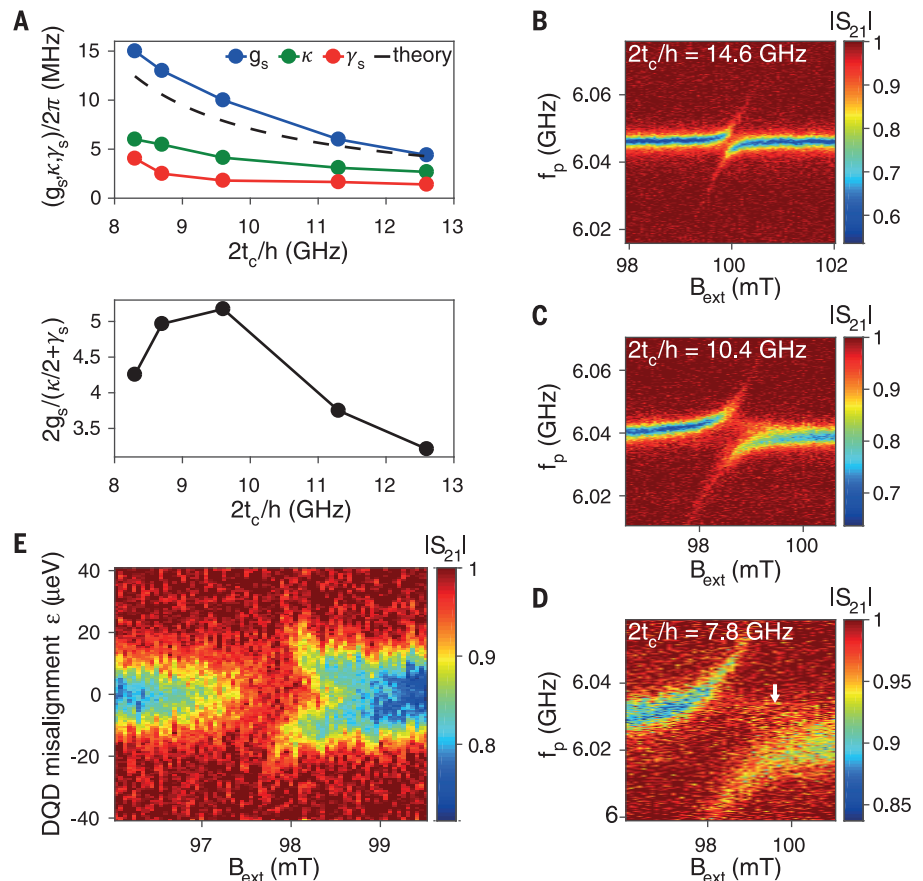 A
15
10
5
0
g_s κ γ_s theory
(g_s,κ,γ_s)/2π (MHz)
8 9 10 11 12 13
2t_c/h (GHz)
5
4.5
4
3.5
2g_s/(κ/2+γ_s)
8 9 10 11 12 13
2t_c/h (GHz)
B
|S_21|
2t_c/h = 14.6 GHz
6.06
6.04
6.02
f_p (GHz)
98 100 102
B_ext (mT)
1
0.9
0.8
0.7
0.6
C
|S_21|
2t_c/h = 10.4 GHz
6.06
6.04
6.02
f_p (GHz)
98 100
B_ext (mT)
1
0.9
0.8
0.7
D
|S_21|
2t_c/h = 7.8 GHz
6.04
6.02
6
f_p (GHz)
98 100
B_ext (mT)
1
0.95
0.9
0.85
E
|S_21|
40
20
0
-20
-40
DQD misalignment ε (μeV)
97 98 99
B_ext (mT)
1
0.9
0.8